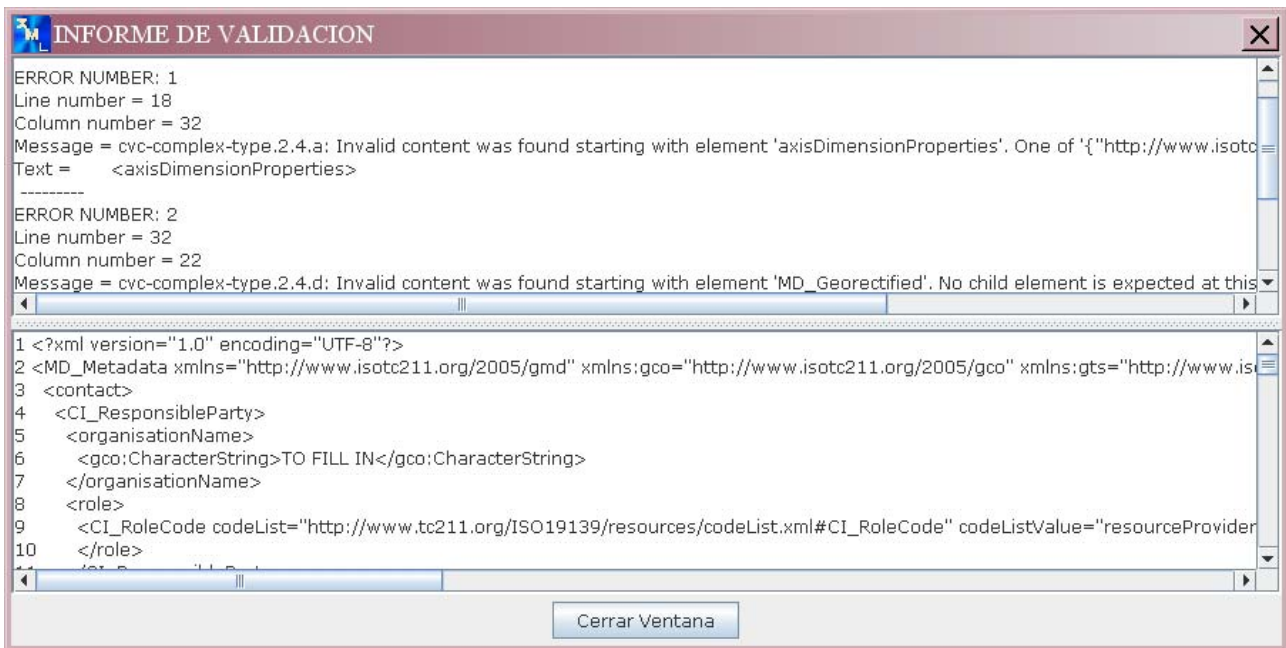 INFORME DE VALIDACION
ERROR NUMBER: 1
Line number = 18
Column number = 32
Message = cvc-complex-type.2.4.a: Invalid content was found starting with element 'axisDimensionProperties'. One of '{"http://www.isotc
Text =      <axisDimensionProperties>
---------
ERROR NUMBER: 2
Line number = 32
Column number = 22
Message = cvc-complex-type.2.4.d: Invalid content was found starting with element 'MD_Georectified'. No child element is expected at this
1 <?xml version="1.0" encoding="UTF-8"?>
2 <MD_Metadata xmlns="http://www.isotc211.org/2005/gmd" xmlns:gco="http://www.isotc211.org/2005/gco" xmlns:gts="http://www.is
3   <contact>
4     <CI_ResponsibleParty>
5       <organisationName>
6         <gco:CharacterString>TO FILL IN</gco:CharacterString>
7       </organisationName>
8       <role>
9         <CI_RoleCode codeList="http://www.tc211.org/ISO19139/resources/codeList.xml#CI_RoleCode" codeListValue="resourceProvider
10       </role>
Cerrar Ventana